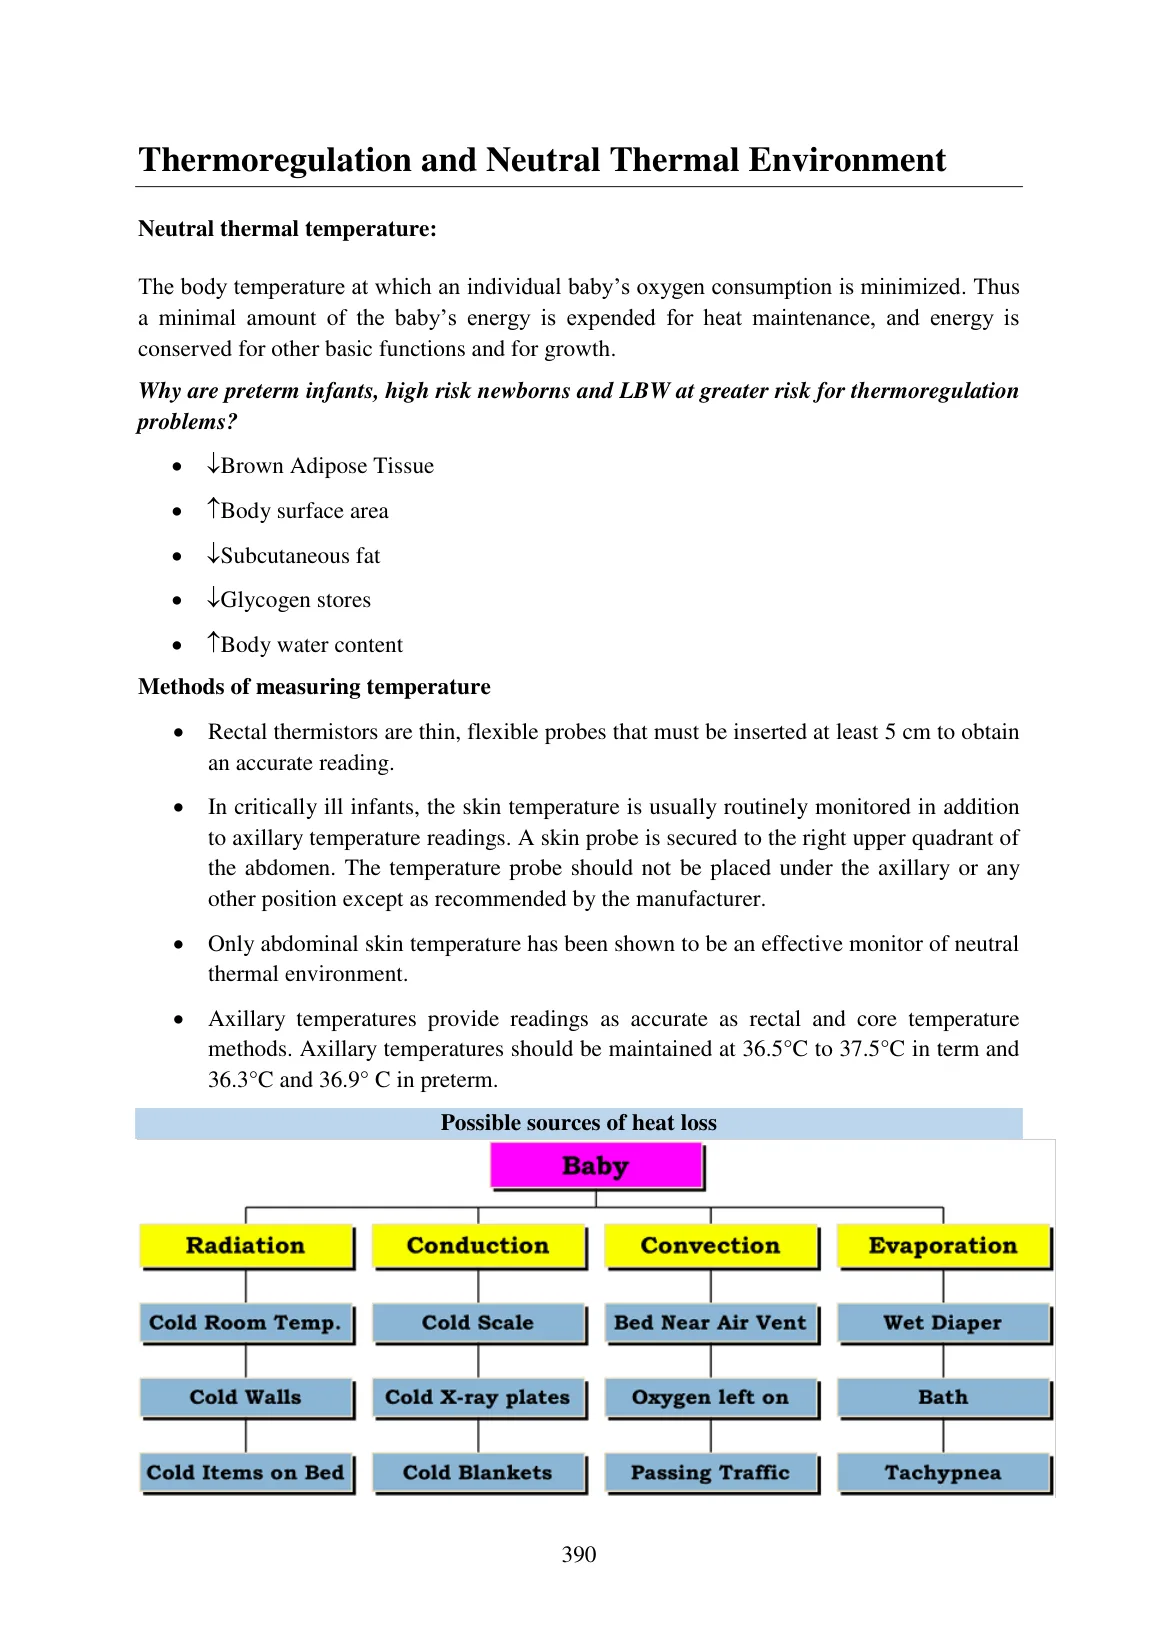 Thermoregulation and Neutral Thermal Environment
Neutral thermal temperature:
The body temperature at which an individual baby’s oxygen consumption is minimized. Thus
a minimal amount of the baby’s energy is expended for heat maintenance, and energy is
conserved for other basic functions and for growth.
Why are preterm infants, high risk newborns and LBW at greater risk for thermoregulation
problems?
• ↓Brown Adipose Tissue
• ↑Body surface area
• ↓Subcutaneous fat
• ↓Glycogen stores
• ↑Body water content
Methods of measuring temperature
• Rectal thermistors are thin, flexible probes that must be inserted at least 5 cm to obtain
an accurate reading.
• In critically ill infants, the skin temperature is usually routinely monitored in addition
to axillary temperature readings. A skin probe is secured to the right upper quadrant of
the abdomen. The temperature probe should not be placed under the axillary or any
other position except as recommended by the manufacturer.
• Only abdominal skin temperature has been shown to be an effective monitor of neutral
thermal environment.
• Axillary temperatures provide readings as accurate as rectal and core temperature
methods. Axillary temperatures should be maintained at 36.5°C to 37.5°C in term and
36.3°C and 36.9° C in preterm.
Possible sources of heat loss
Baby
Radiation Conduction Convection Evaporation
Cold Room Temp. Cold Scale Bed Near Air Vent Wet Diaper
Cold Walls Cold X-ray plates Oxygen left on Bath
Cold Items on Bed Cold Blankets Passing Traffic Tachypnea
390